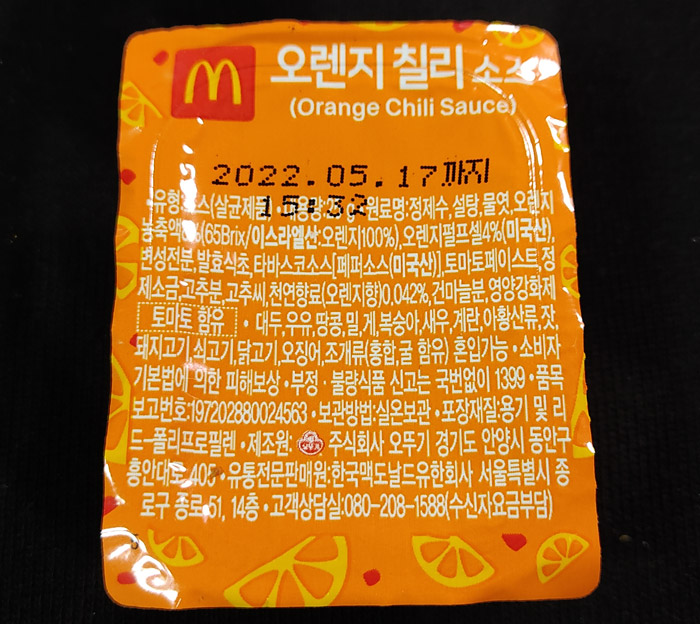 오렌지 칠리 소스
(Orange Chili Sauce)
2022.05.17까지
유형:소스(살균제품) 원료명:정제수,설탕,물엿,오렌지
(65Brix/이스라엘산:오렌지100%),오렌지펄프셀4%(미국산),
변성전분,발효식초,타바스코소스[페퍼소스(미국산)],토마토페이스트,정
제소금,고추분,고추씨,천연향료(오렌지향)0.042%,건마늘분,영양강화제
토마토 함유 • 대두,우유,땅콩,밀,게,복숭아,새우,계란,아황산류,잣,
돼지고기,쇠고기,닭고기,오징어,조개류(홍합,굴 함유) 혼입가능 • 소비자
기본법에 의한 피해보상 • 부정 · 불량식품 신고는 국번없이 1399 • 품목
보고번호:197202880024563 • 보관방법:실온보관 • 포장재질:용기 및 리
드-폴리프로필렌 • 제조원: 오뚜기 주식회사 오뚜기 경기도 안양시 동안구
흥안대로 405 • 유통전문판매원:한국맥도날드유한회사 서울특별시 종
로구 종로 51, 14층 • 고객상담실:080-208-1588(수신자요금부담)